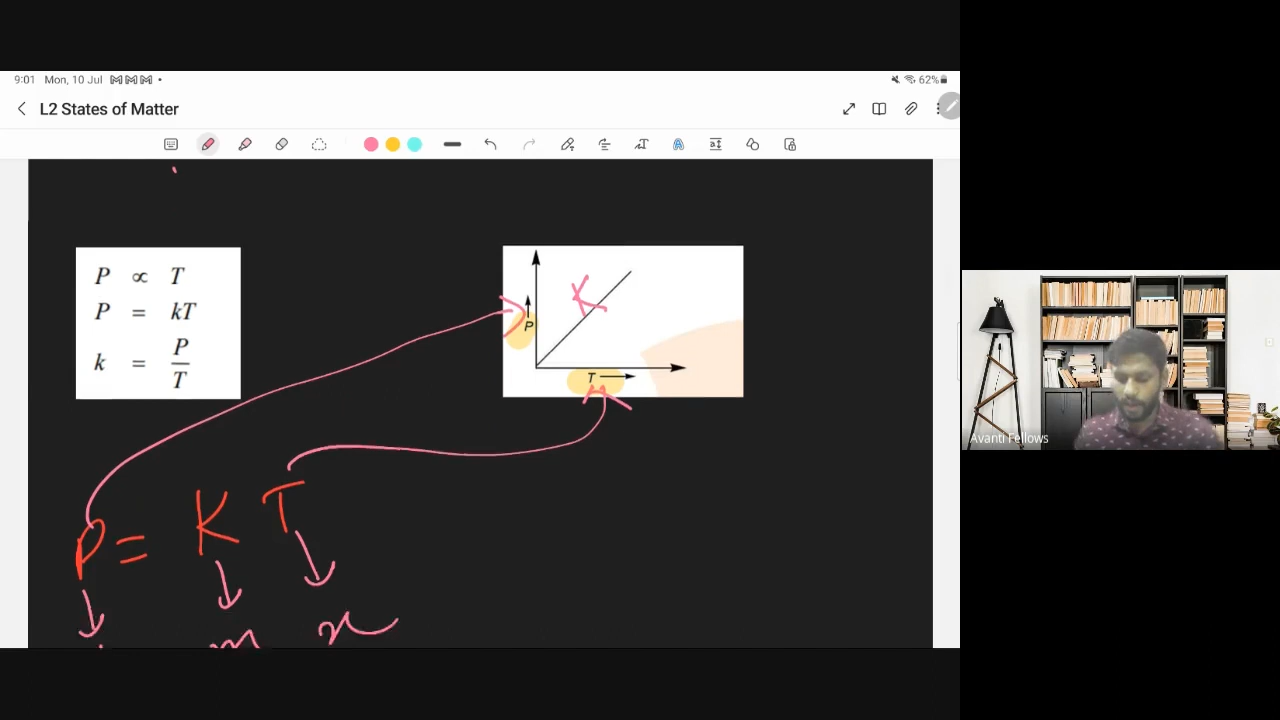 9:01 Mon, 10 Jul
62%
L2 States of Matter
P ∝ T
P = kT
k = P/T
P
T
K
P = K T
m
x
Avanti Fellows